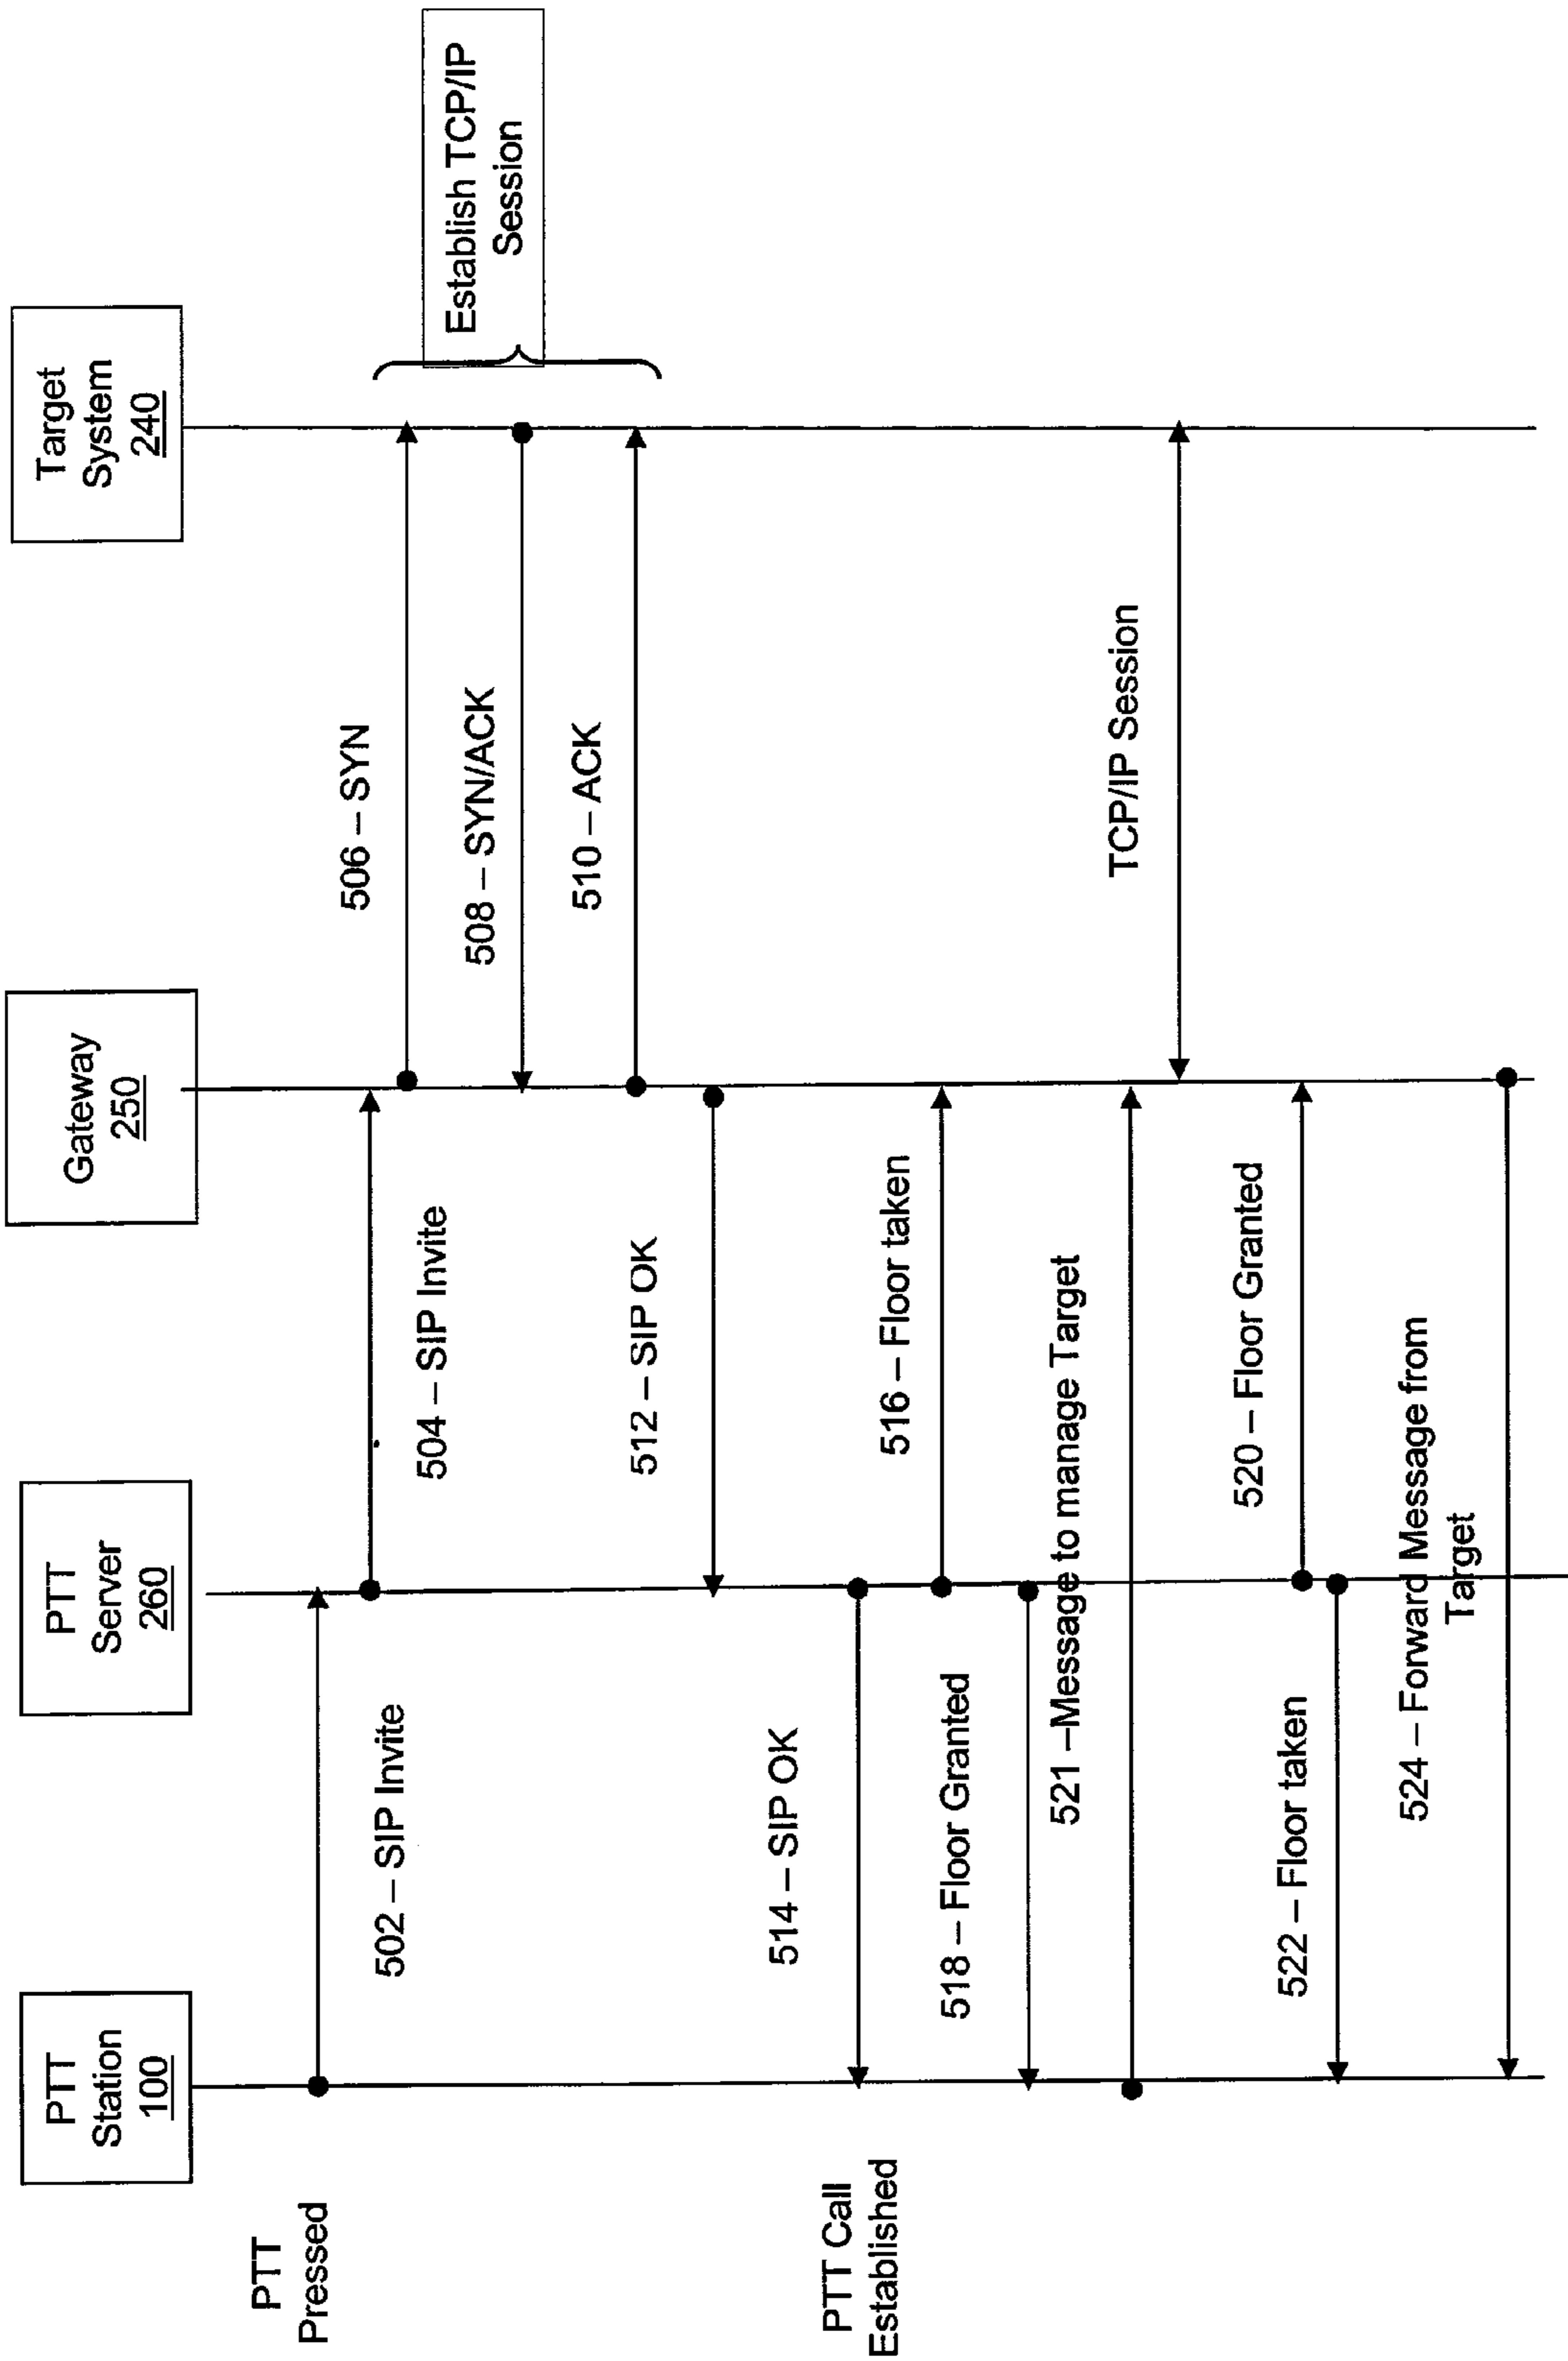 PTT
Station
100
PTT
Server
260
Gateway
250
Target
System
240
PTT
Pressed
502 – SIP Invite
504 – SIP Invite
506 – SYN
508 – SYN/ACK
510 – ACK
Establish TCP/IP
Session
512 – SIP OK
PTT Call
Established
514 – SIP OK
516 – Floor taken
518 – Floor Granted
521 –Message to manage Target
TCP/IP Session
520 – Floor Granted
522 – Floor taken
524 – Forward Message from
Target